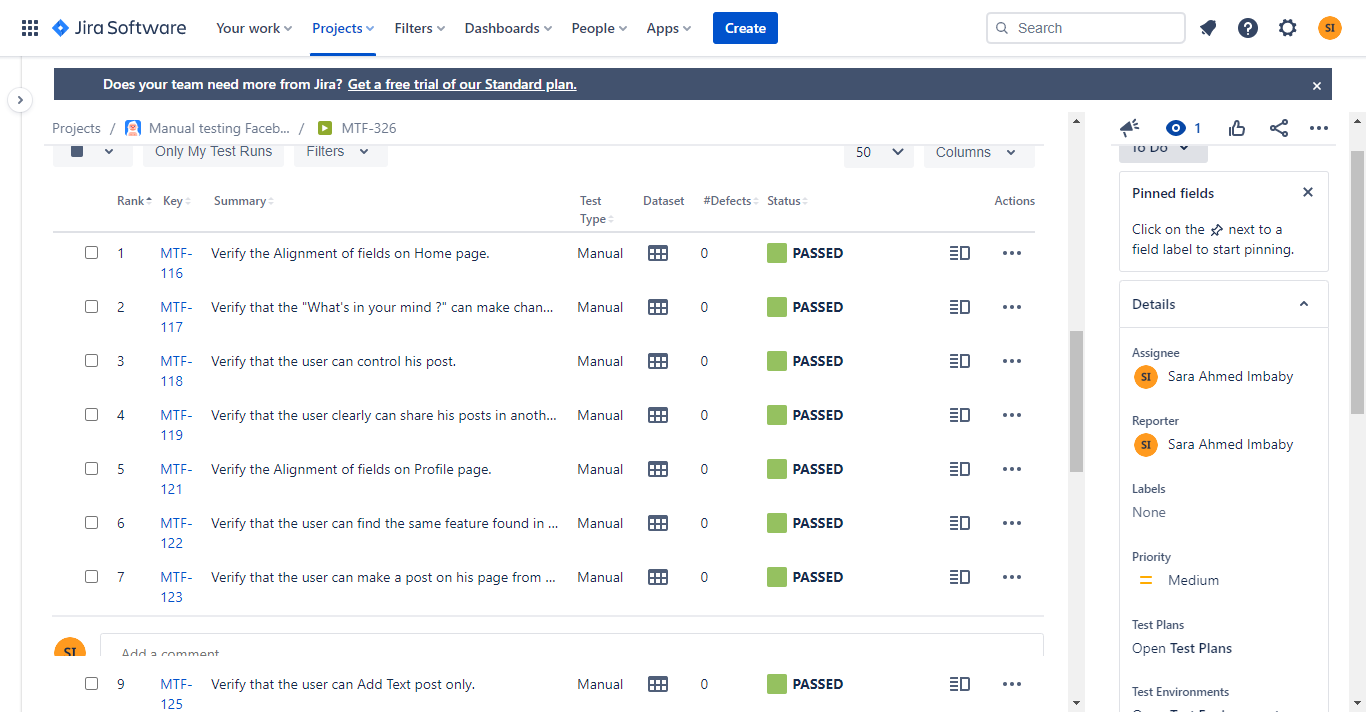 Jira Software Your work Projects Filters Dashboards People Apps Create Search SI
Does your team need more from Jira? Get a free trial of our Standard plan. ×
Projects / Manual testing Faceb... / MTF-326 1
Only My Test Runs Filters 50 Columns
To Do
Rank Key Summary Test Type Dataset #Defects Status Actions
1 MTF-116 Verify the Alignment of fields on Home page. Manual 0 PASSED
2 MTF-117 Verify that the "What's in your mind ?" can make chan... Manual 0 PASSED
3 MTF-118 Verify that the user can control his post. Manual 0 PASSED
4 MTF-119 Verify that the user clearly can share his posts in anoth... Manual 0 PASSED
5 MTF-121 Verify the Alignment of fields on Profile page. Manual 0 PASSED
6 MTF-122 Verify that the user can find the same feature found in ... Manual 0 PASSED
7 MTF-123 Verify that the user can make a post on his page from ... Manual 0 PASSED
SI Add a comment
9 MTF-125 Verify that the user can Add Text post only. Manual 0 PASSED
Pinned fields
Click on the next to a
field label to start pinning.
Details
Assignee
SI Sara Ahmed Imbaby
Reporter
SI Sara Ahmed Imbaby
Labels
None
Priority
Medium
Test Plans
Open Test Plans
Test Environments